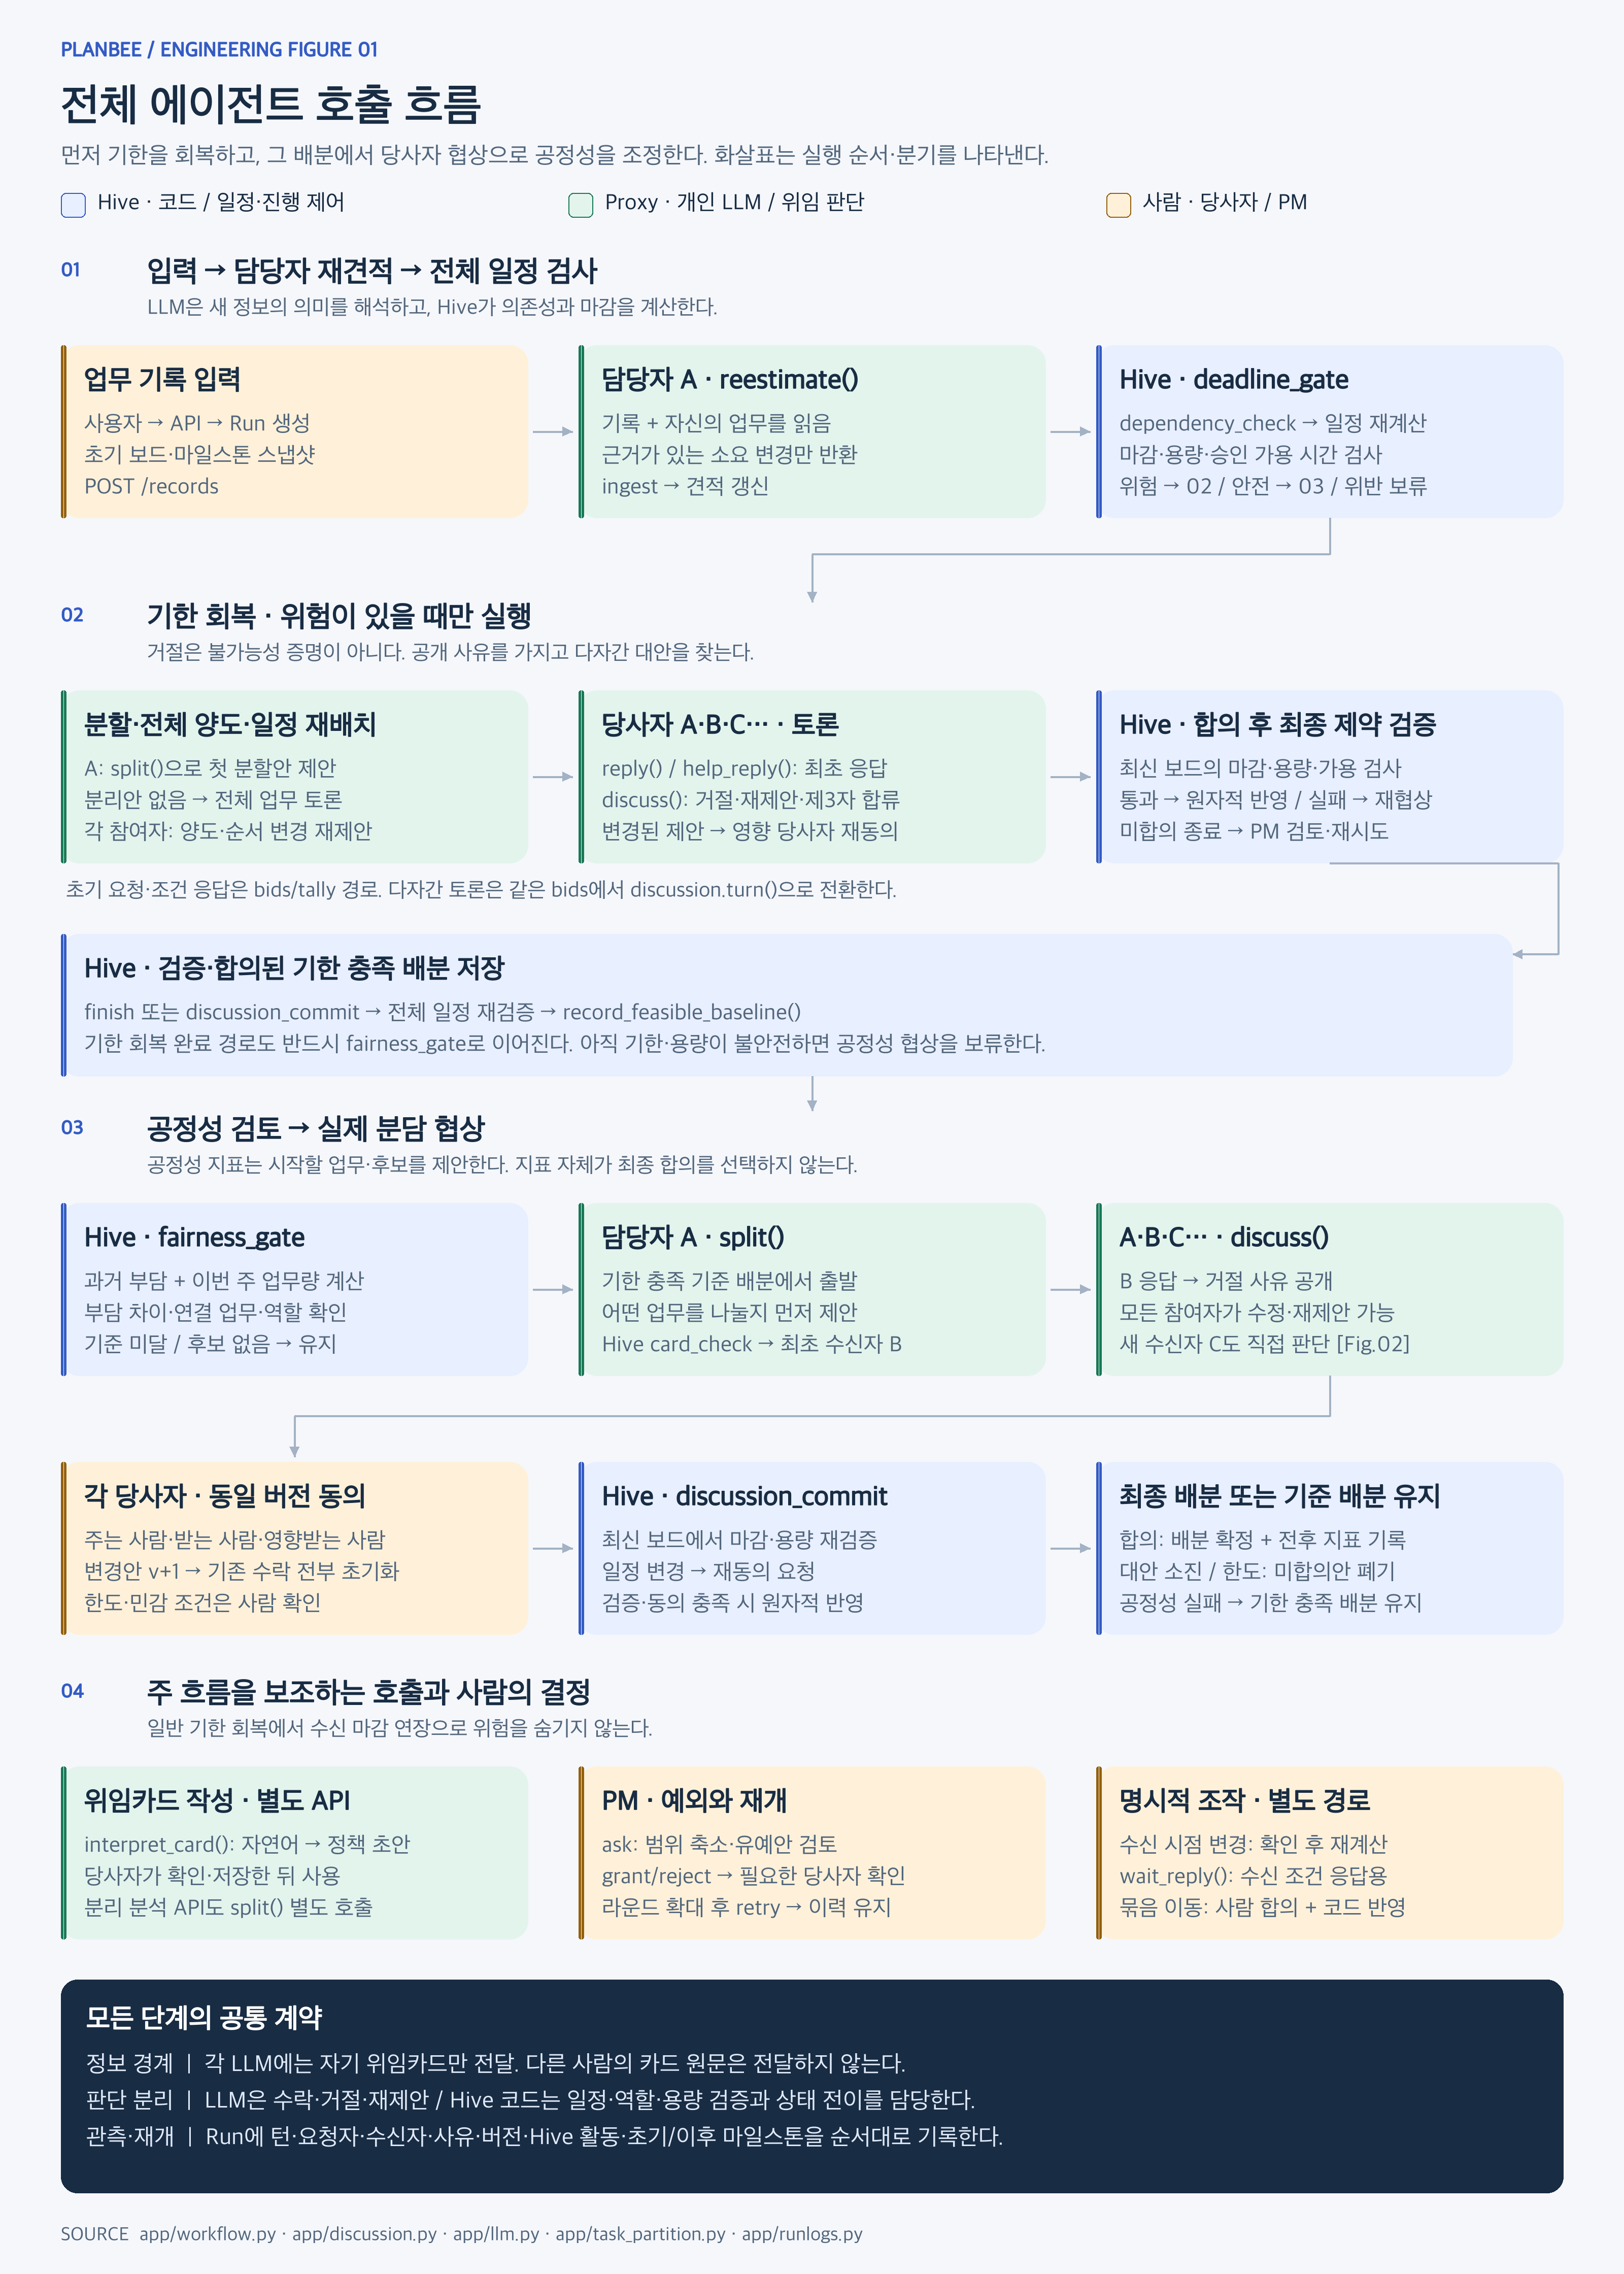 PLANBEE / ENGINEERING FIGURE 01
전체 에이전트 호출 흐름
먼저 기한을 회복하고, 그 배분에서 당사자 협상으로 공정성을 조정한다. 화살표는 실행 순서·분기를 나타낸다.
Hive · 코드 / 일정·진행 제어
Proxy · 개인 LLM / 위임 판단
사람 · 당사자 / PM
01 입력 → 담당자 재견적 → 전체 일정 검사
LLM은 새 정보의 의미를 해석하고, Hive가 의존성과 마감을 계산한다.
업무 기록 입력
사용자 → API → Run 생성
초기 보드·마일스톤 스냅샷
POST /records
담당자 A · reestimate()
기록 + 자신의 업무를 읽음
근거가 있는 소요 변경만 반환
ingest → 견적 갱신
Hive · deadline_gate
dependency_check → 일정 재계산
마감·용량·승인 가용 시간 검사
위험 → 02 / 안전 → 03 / 위반 보류
02 기한 회복 · 위험이 있을 때만 실행
거절은 불가능성 증명이 아니다. 공개 사유를 가지고 다자간 대안을 찾는다.
분할·전체 양도·일정 재배치
A: split()으로 첫 분할안 제안
분리안 없음 → 전체 업무 토론
각 참여자: 양도·순서 변경 재제안
당사자 A·B·C··· · 토론
reply() / help_reply(): 최초 응답
discuss(): 거절·재제안·제3자 합류
변경된 제안 → 영향 당사자 재동의
Hive · 합의 후 최종 제약 검증
최신 보드의 마감·용량·가용 검사
통과 → 원자적 반영 / 실패 → 재협상
미합의 종료 → PM 검토·재시도
초기 요청·조건 응답은 bids/tally 경로. 다자간 토론은 같은 bids에서 discussion.turn()으로 전환한다.
Hive · 검증·합의된 기한 충족 배분 저장
finish 또는 discussion_commit → 전체 일정 재검증 → record_feasible_baseline()
기한 회복 완료 경로도 반드시 fairness_gate로 이어진다. 아직 기한·용량이 불안전하면 공정성 협상을 보류한다.
03 공정성 검토 → 실제 분담 협상
공정성 지표는 시작할 업무·후보를 제안한다. 지표 자체가 최종 합의를 선택하지 않는다.
Hive · fairness_gate
과거 부담 + 이번 주 업무량 계산
부담 차이·연결 업무·역할 확인
기준 미달 / 후보 없음 → 유지
담당자 A · split()
기한 충족 기준 배분에서 출발
어떤 업무를 나눌지 먼저 제안
Hive card_check → 최초 수신자 B
A·B·C··· · discuss()
B 응답 → 거절 사유 공개
모든 참여자가 수정·재제안 가능
새 수신자 C도 직접 판단 [Fig.02]
각 당사자 · 동일 버전 동의
주는 사람·받는 사람·영향받는 사람
변경안 v+1 → 기존 수락 전부 초기화
한도·민감 조건은 사람 확인
Hive · discussion_commit
최신 보드에서 마감·용량 재검증
일정 변경 → 재동의 요청
검증·동의 충족 시 원자적 반영
최종 배분 또는 기준 배분 유지
합의: 배분 확정 + 전후 지표 기록
대안 소진 / 한도: 미합의안 폐기
공정성 실패 → 기한 충족 배분 유지
04 주 흐름을 보조하는 호출과 사람의 결정
일반 기한 회복에서 수신 마감 연장으로 위험을 숨기지 않는다.
위임카드 작성 · 별도 API
interpret_card(): 자연어 → 정책 초안
당사자가 확인·저장한 뒤 사용
분리 분석 API도 split() 별도 호출
PM · 예외와 재개
ask: 범위 축소·유예안 검토
grant/reject → 필요한 당사자 확인
라운드 확대 후 retry → 이력 유지
명시적 조작 · 별도 경로
수신 시점 변경: 확인 후 재계산
wait_reply(): 수신 조건 응답용
묶음 이동: 사람 합의 + 코드 반영
모든 단계의 공통 계약
정보 경계 | 각 LLM에는 자기 위임카드만 전달. 다른 사람의 카드 원문은 전달하지 않는다.
판단 분리 | LLM은 수락·거절·재제안 / Hive 코드는 일정·역할·용량 검증과 상태 전이를 담당한다.
관측·재개 | Run에 턴·요청자·수신자·사유·버전·Hive 활동·초기/이후 마일스톤을 순서대로 기록한다.
SOURCE app/workflow.py · app/discussion.py · app/llm.py · app/task_partition.py · app/runlogs.py